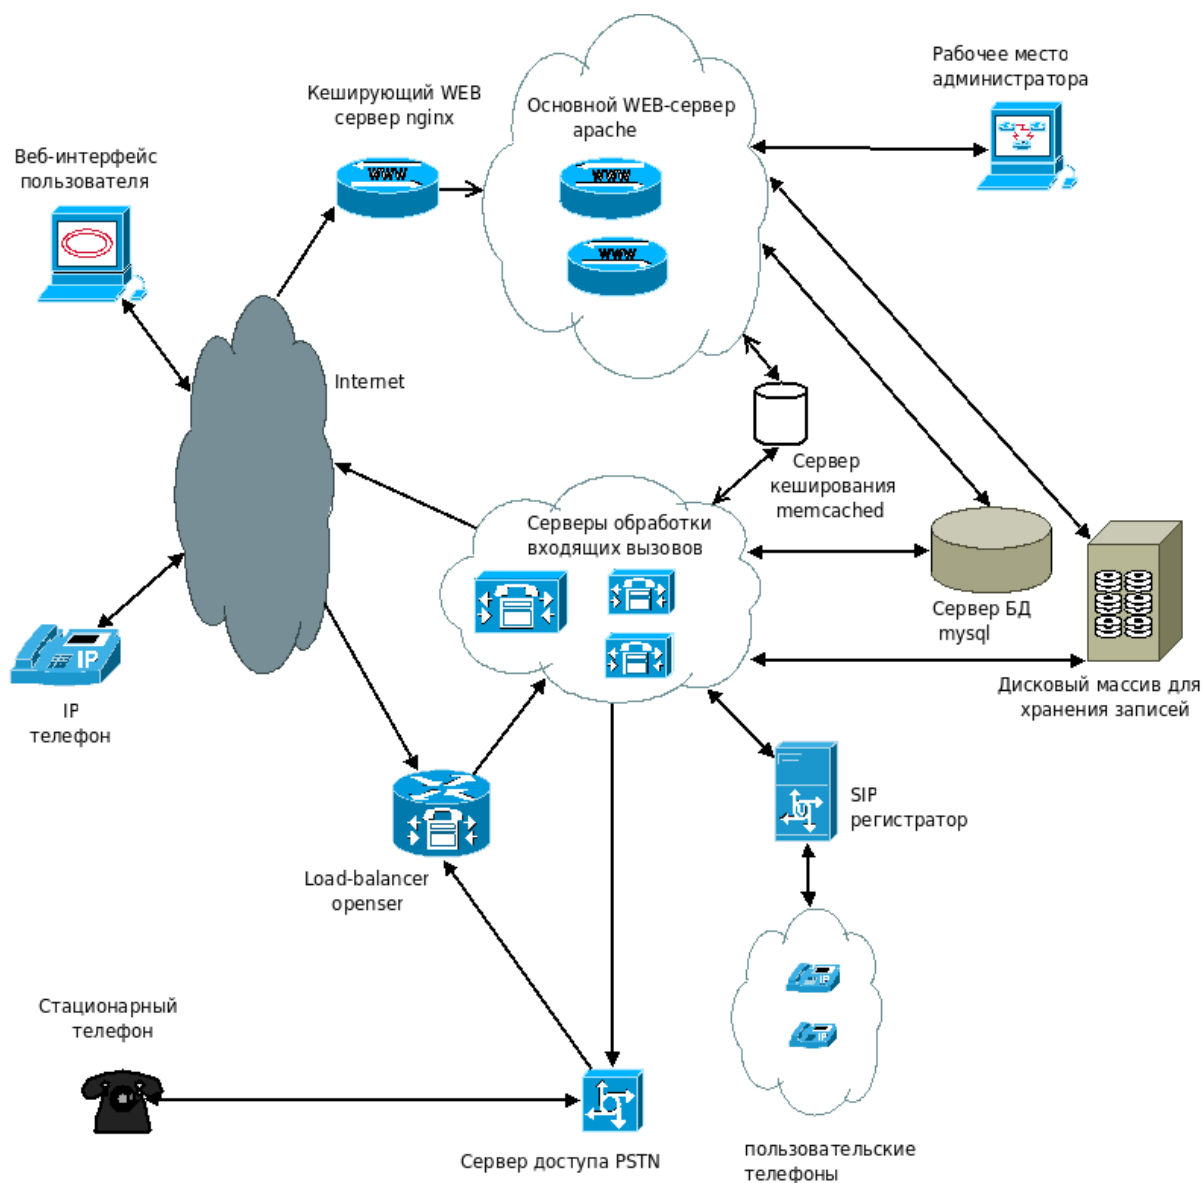 Рабочее место
администратора
Кеширующий WEB
сервер nginx
Основной WEB-сервер
apache
Веб-интерфейс
пользователя
WWW
WWW
WWW
Internet
Сервер
кеширования
memcached
Серверы обработки
входящих вызовов
Сервер БД
mysql
IP
IP
телефон
Дисковый массив для
хранения записей
SIP
регистратор
U
Load-balancer
openser
IP
IP
Стационарный
телефон
Сервер доступа PSTN
пользовательские
телефоны